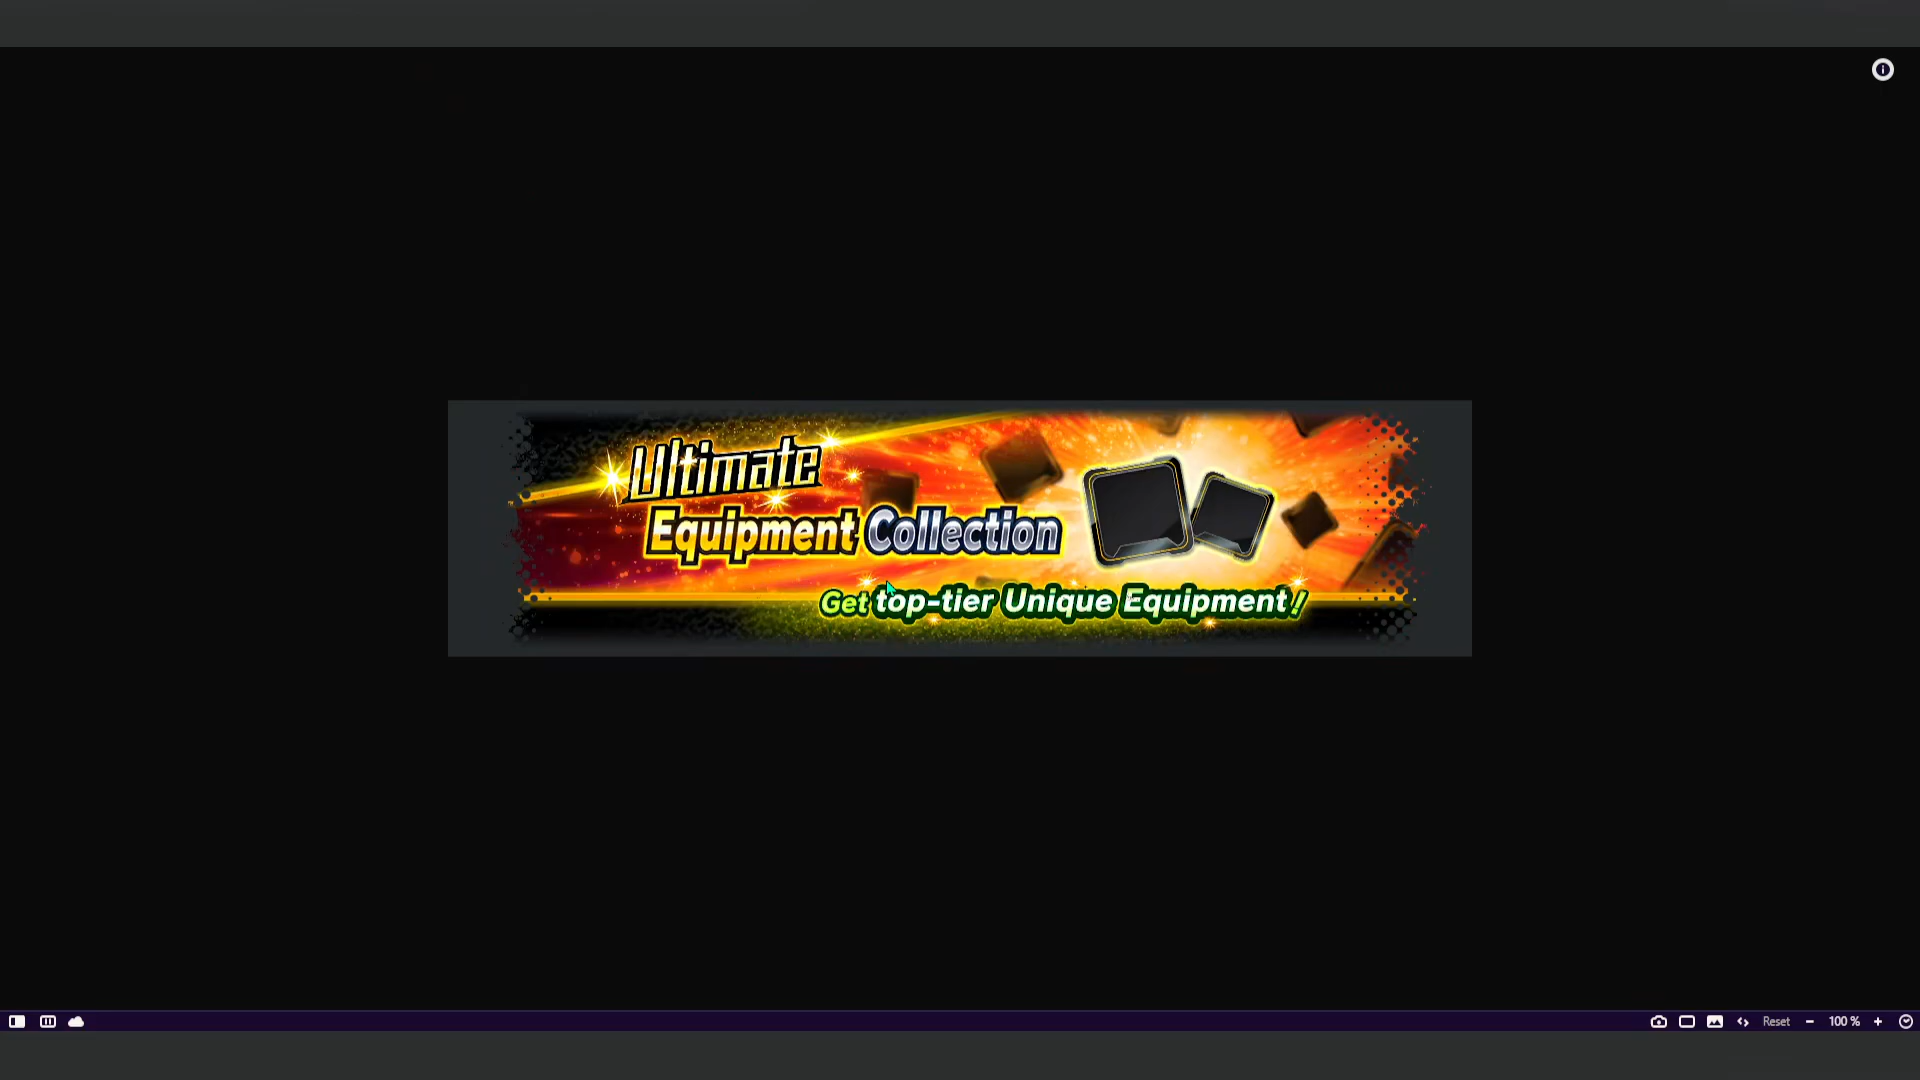 Ultimate
Equipment Collection
Get top-tier Unique Equipment!
Reset − 100 % +